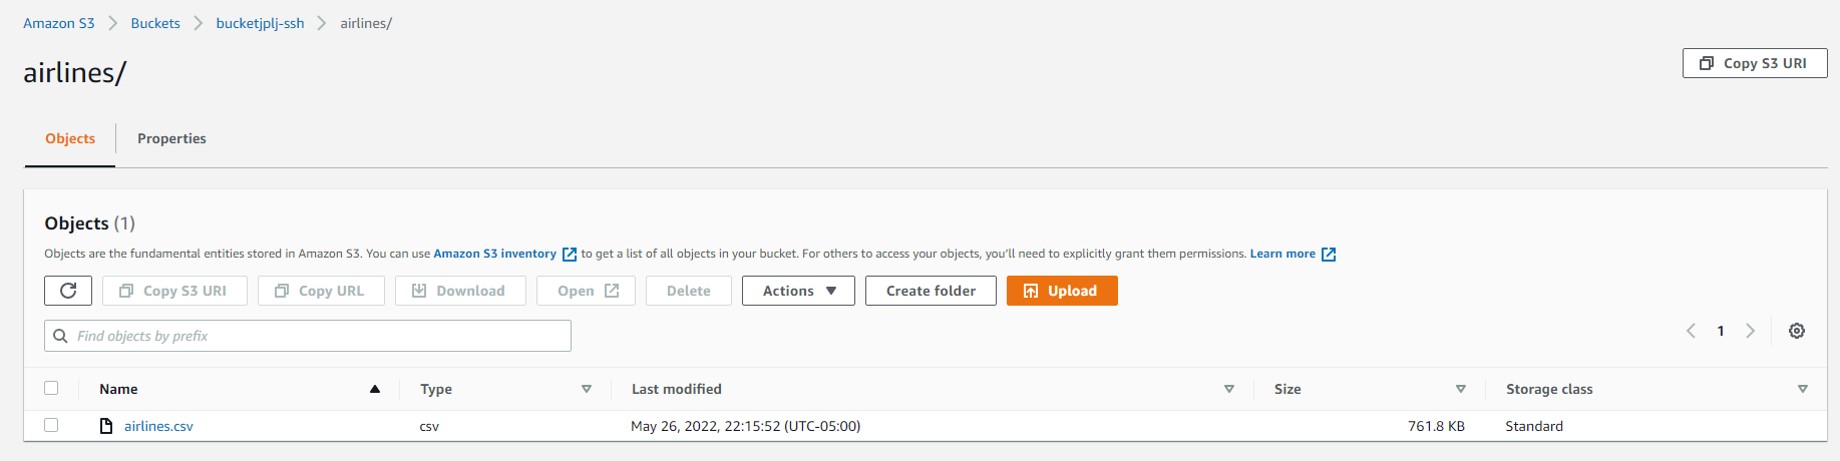 Amazon S3 > Buckets > bucketjplj-ssh > airlines/
airlines/
Copy S3 URI
Objects
Properties
Objects (1)
Objects are the fundamental entities stored in Amazon S3. You can use Amazon S3 inventory to get a list of all objects in your bucket. For others to access your objects, you'll need to explicitly grant them permissions. Learn more
Copy S3 URI Copy URL Download Open Delete Actions Create folder Upload
Find objects by prefix
1
Name Type Last modified Size Storage class
airlines.csv csv May 26, 2022, 22:15:52 (UTC-05:00) 761.8 KB Standard